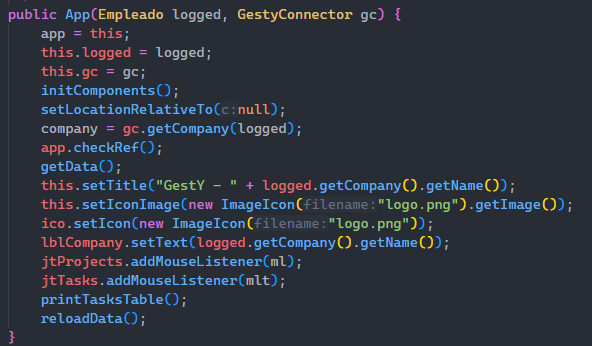 public App(Empleado logged, GestyConnector gc) {
    app = this;
    this.logged = logged;
    this.gc = gc;
    initComponents();
    setLocationRelativeTo(c:null);
    company = gc.getCompany(logged);
    app.checkRef();
    getData();
    this.setTitle("GestY - " + logged.getCompany().getName());
    this.setIconImage(new ImageIcon(filename:"logo.png").getImage());
    ico.setIcon(new ImageIcon(filename:"logo.png"));
    lblCompany.setText(logged.getCompany().getName());
    jtProjects.addMouseListener(ml);
    jtTasks.addMouseListener(mlt);
    printTasksTable();
    reloadData();
}